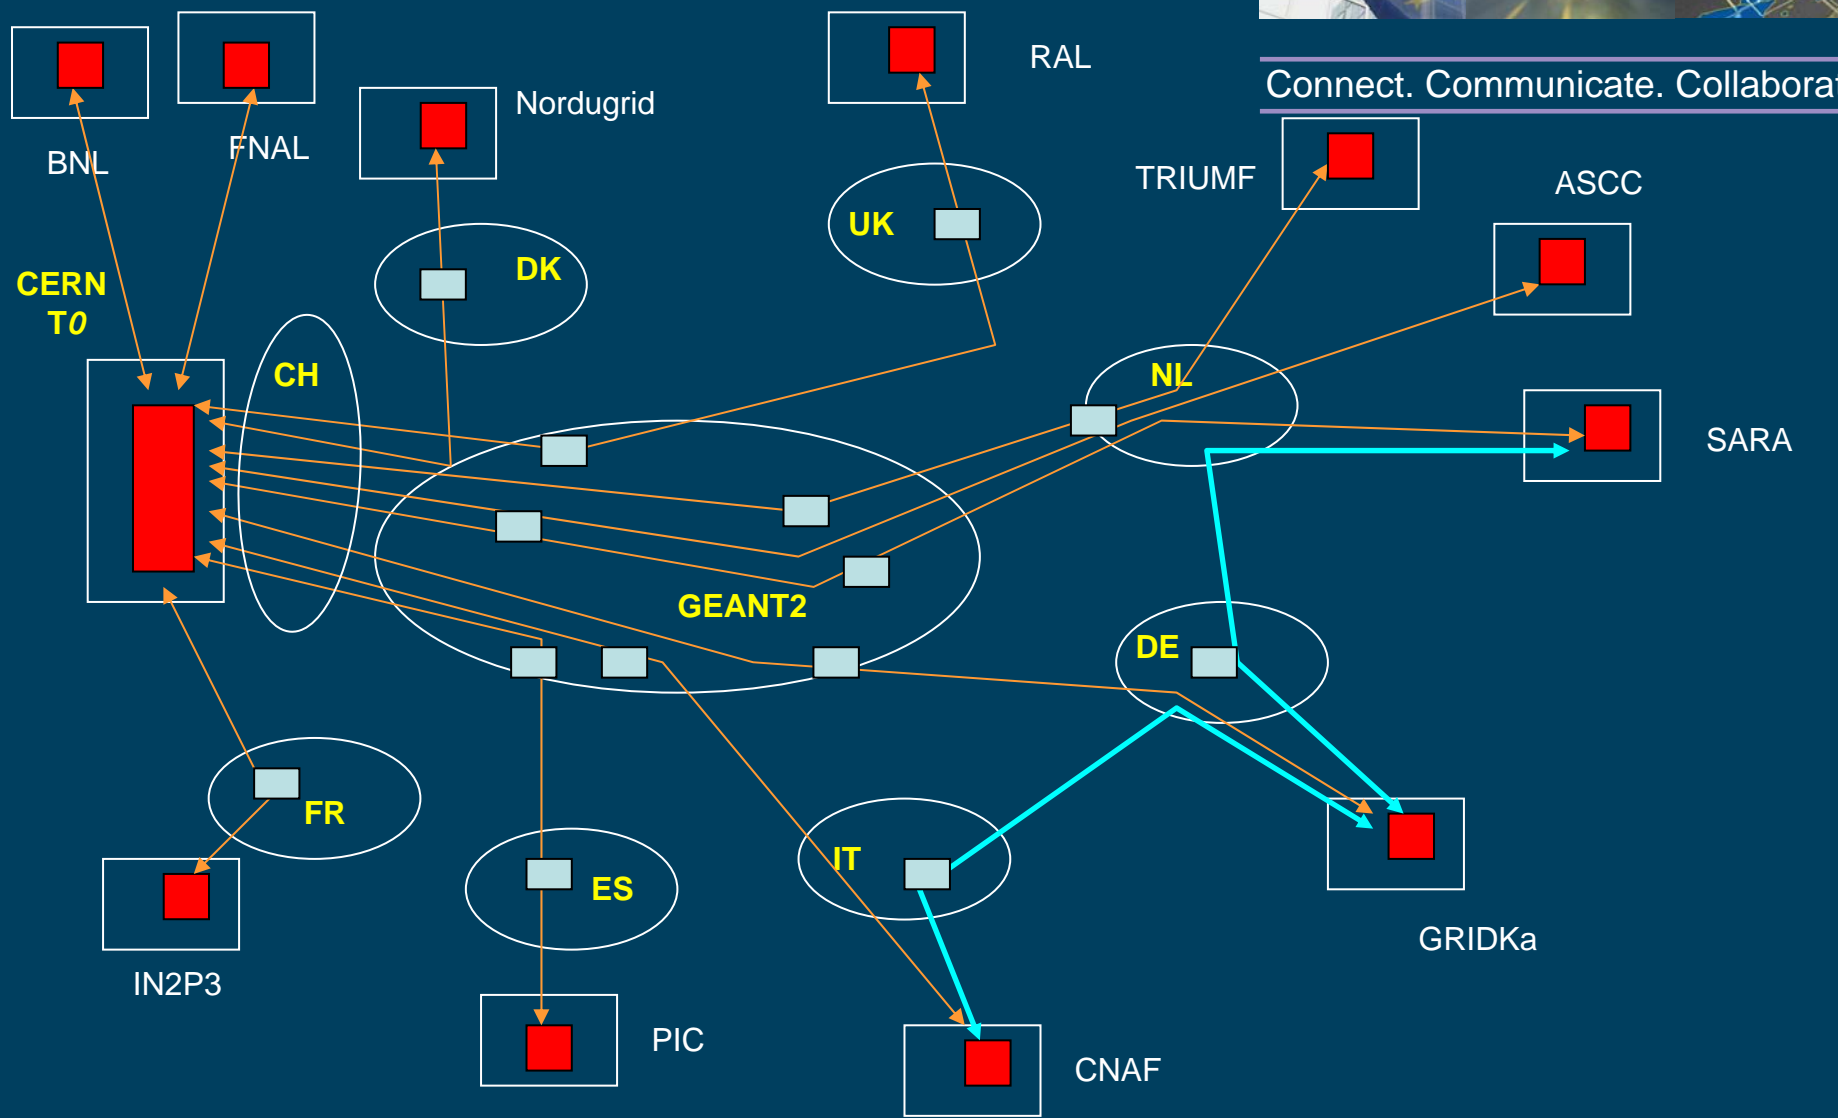 RAL
Connect. Communicate. Collaborat
Nordugrid
FNAL
BNL
TRIUMF
ASCC
UK
DK
CERN
T0
CH
NL
SARA
GEANT2
DE
FR
IT
ES
GRIDKa
IN2P3
PIC
CNAF